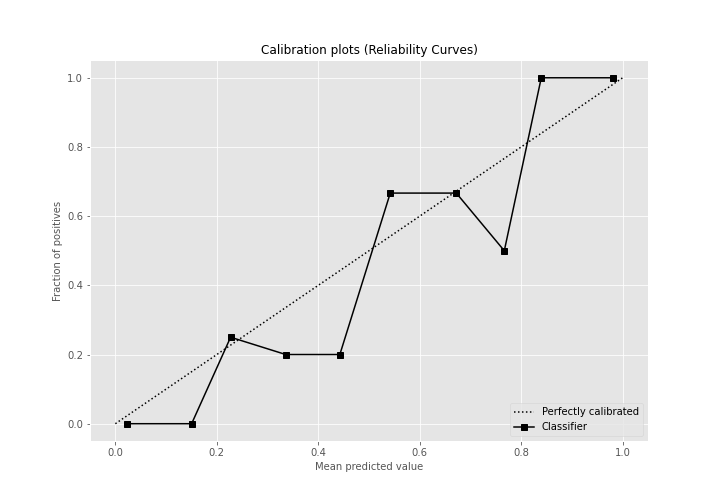 Calibration plots (Reliability Curves)
1.0
0.8
0.6
0.4
0.2
0.0
Fraction of positives
0.0 0.2 0.4 0.6 0.8 1.0
Mean predicted value
Perfectly calibrated
Classifier